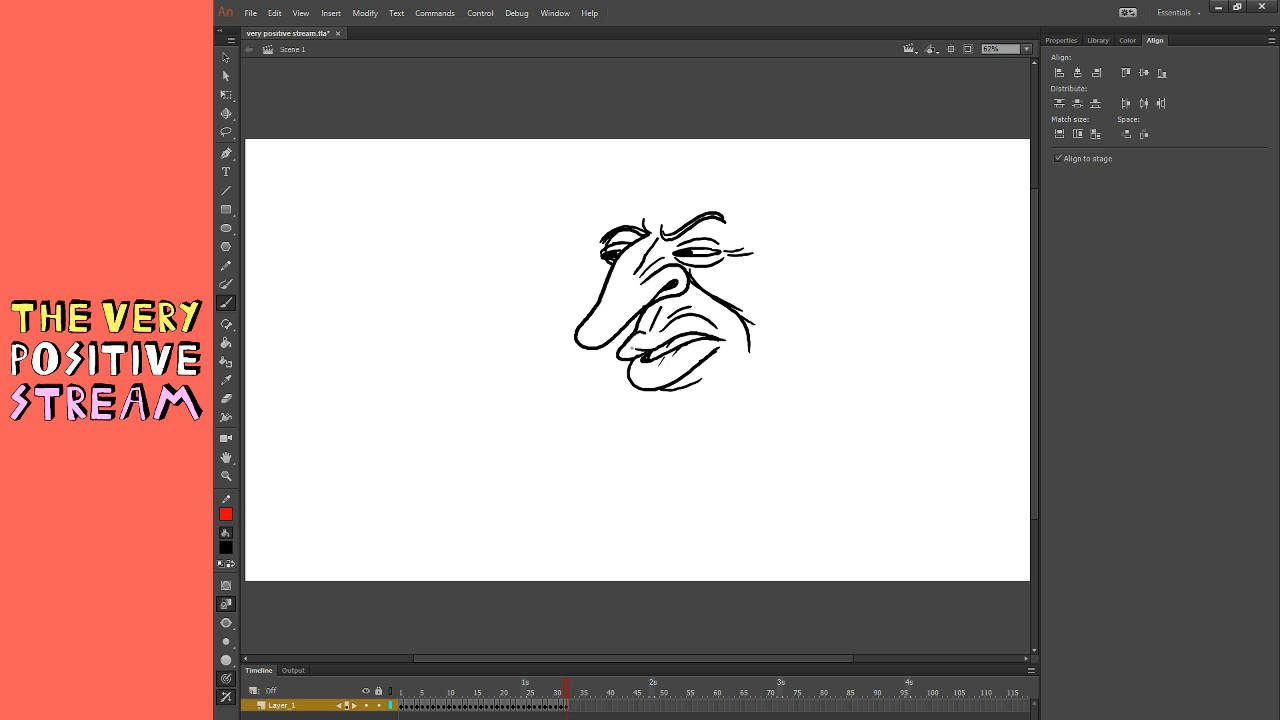 An File Edit View Insert Modify Text Commands Control Debug Window Help Essentials
very positive stream.fla* ×
Scene 1 62%
Properties Library Color Align
Align:
Distribute:
Match size: Space:
Align to stage
THE VERY
POSITIVE
STREAM
Timeline Output
1s 2s 3s 4s
Off 1 5 10 15 20 25 30 35 40 45 50 55 60 65 70 75 80 85 90 95 100 105 110 115
Layer_1